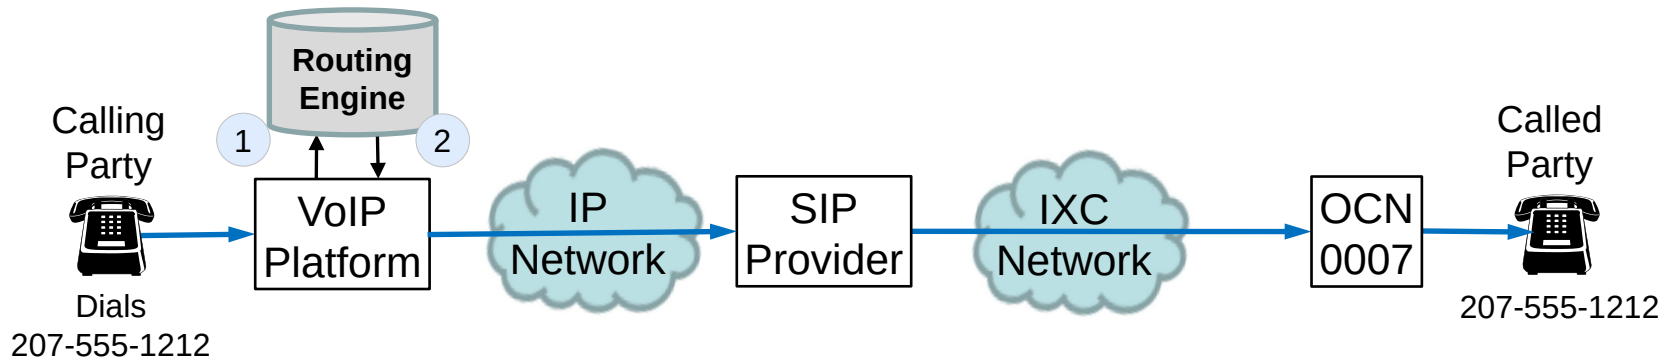 Routing
Engine
1
2
Calling
Party
Dials
207-555-1212
VoIP
Platform
IP
Network
SIP
Provider
IXC
Network
OCN
0007
Called
Party
207-555-1212